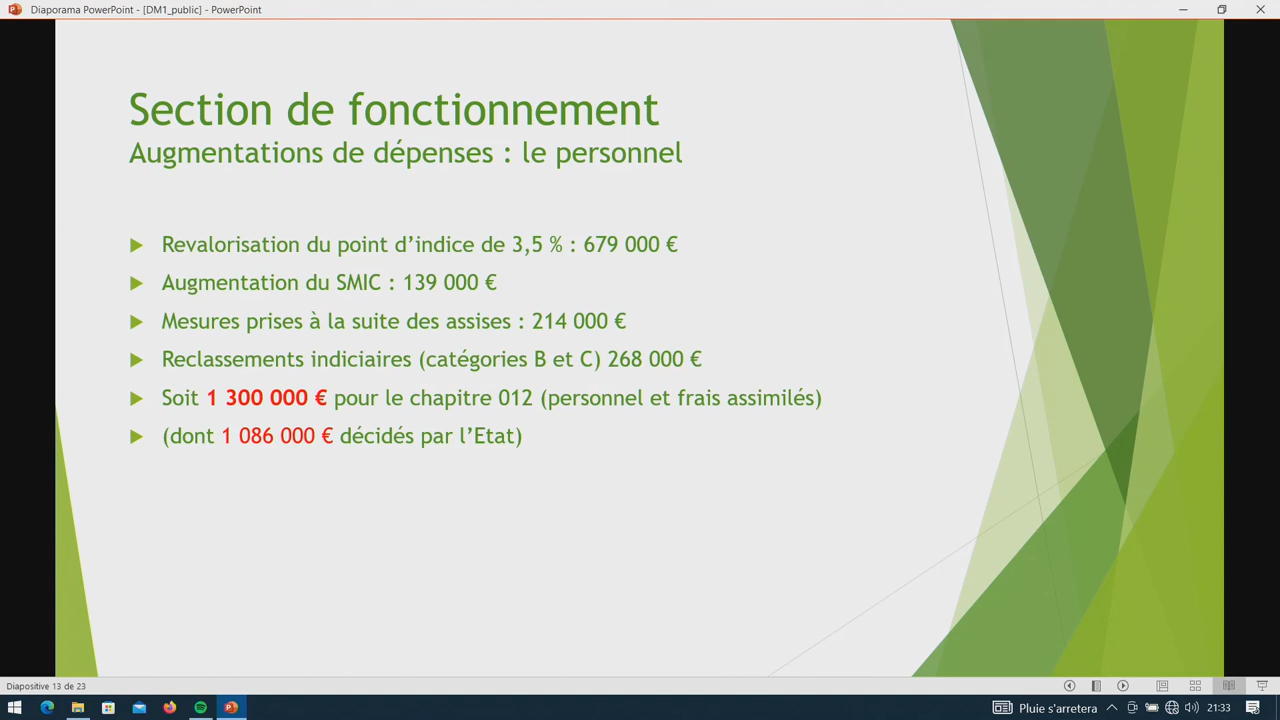 Diaporama PowerPoint - [DM1_public] - PowerPoint
Section de fonctionnement
Augmentations de dépenses : le personnel
Revalorisation du point d’indice de 3,5 % : 679 000 €
Augmentation du SMIC : 139 000 €
Mesures prises à la suite des assises : 214 000 €
Reclassements indiciaires (catégories B et C) 268 000 €
Soit 1 300 000 € pour le chapitre 012 (personnel et frais assimilés)
(dont 1 086 000 € décidés par l’Etat)
Diapositive 13 de 23
Pluie s'arretera
21:33